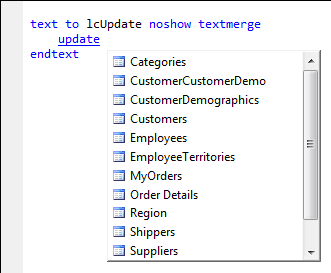 text to lcUpdate noshow textmerge
update
endtext
Categories
CustomerCustomerDemo
CustomerDemographics
Customers
Employees
EmployeeTerritories
MyOrders
Order Details
Region
Shippers
Suppliers